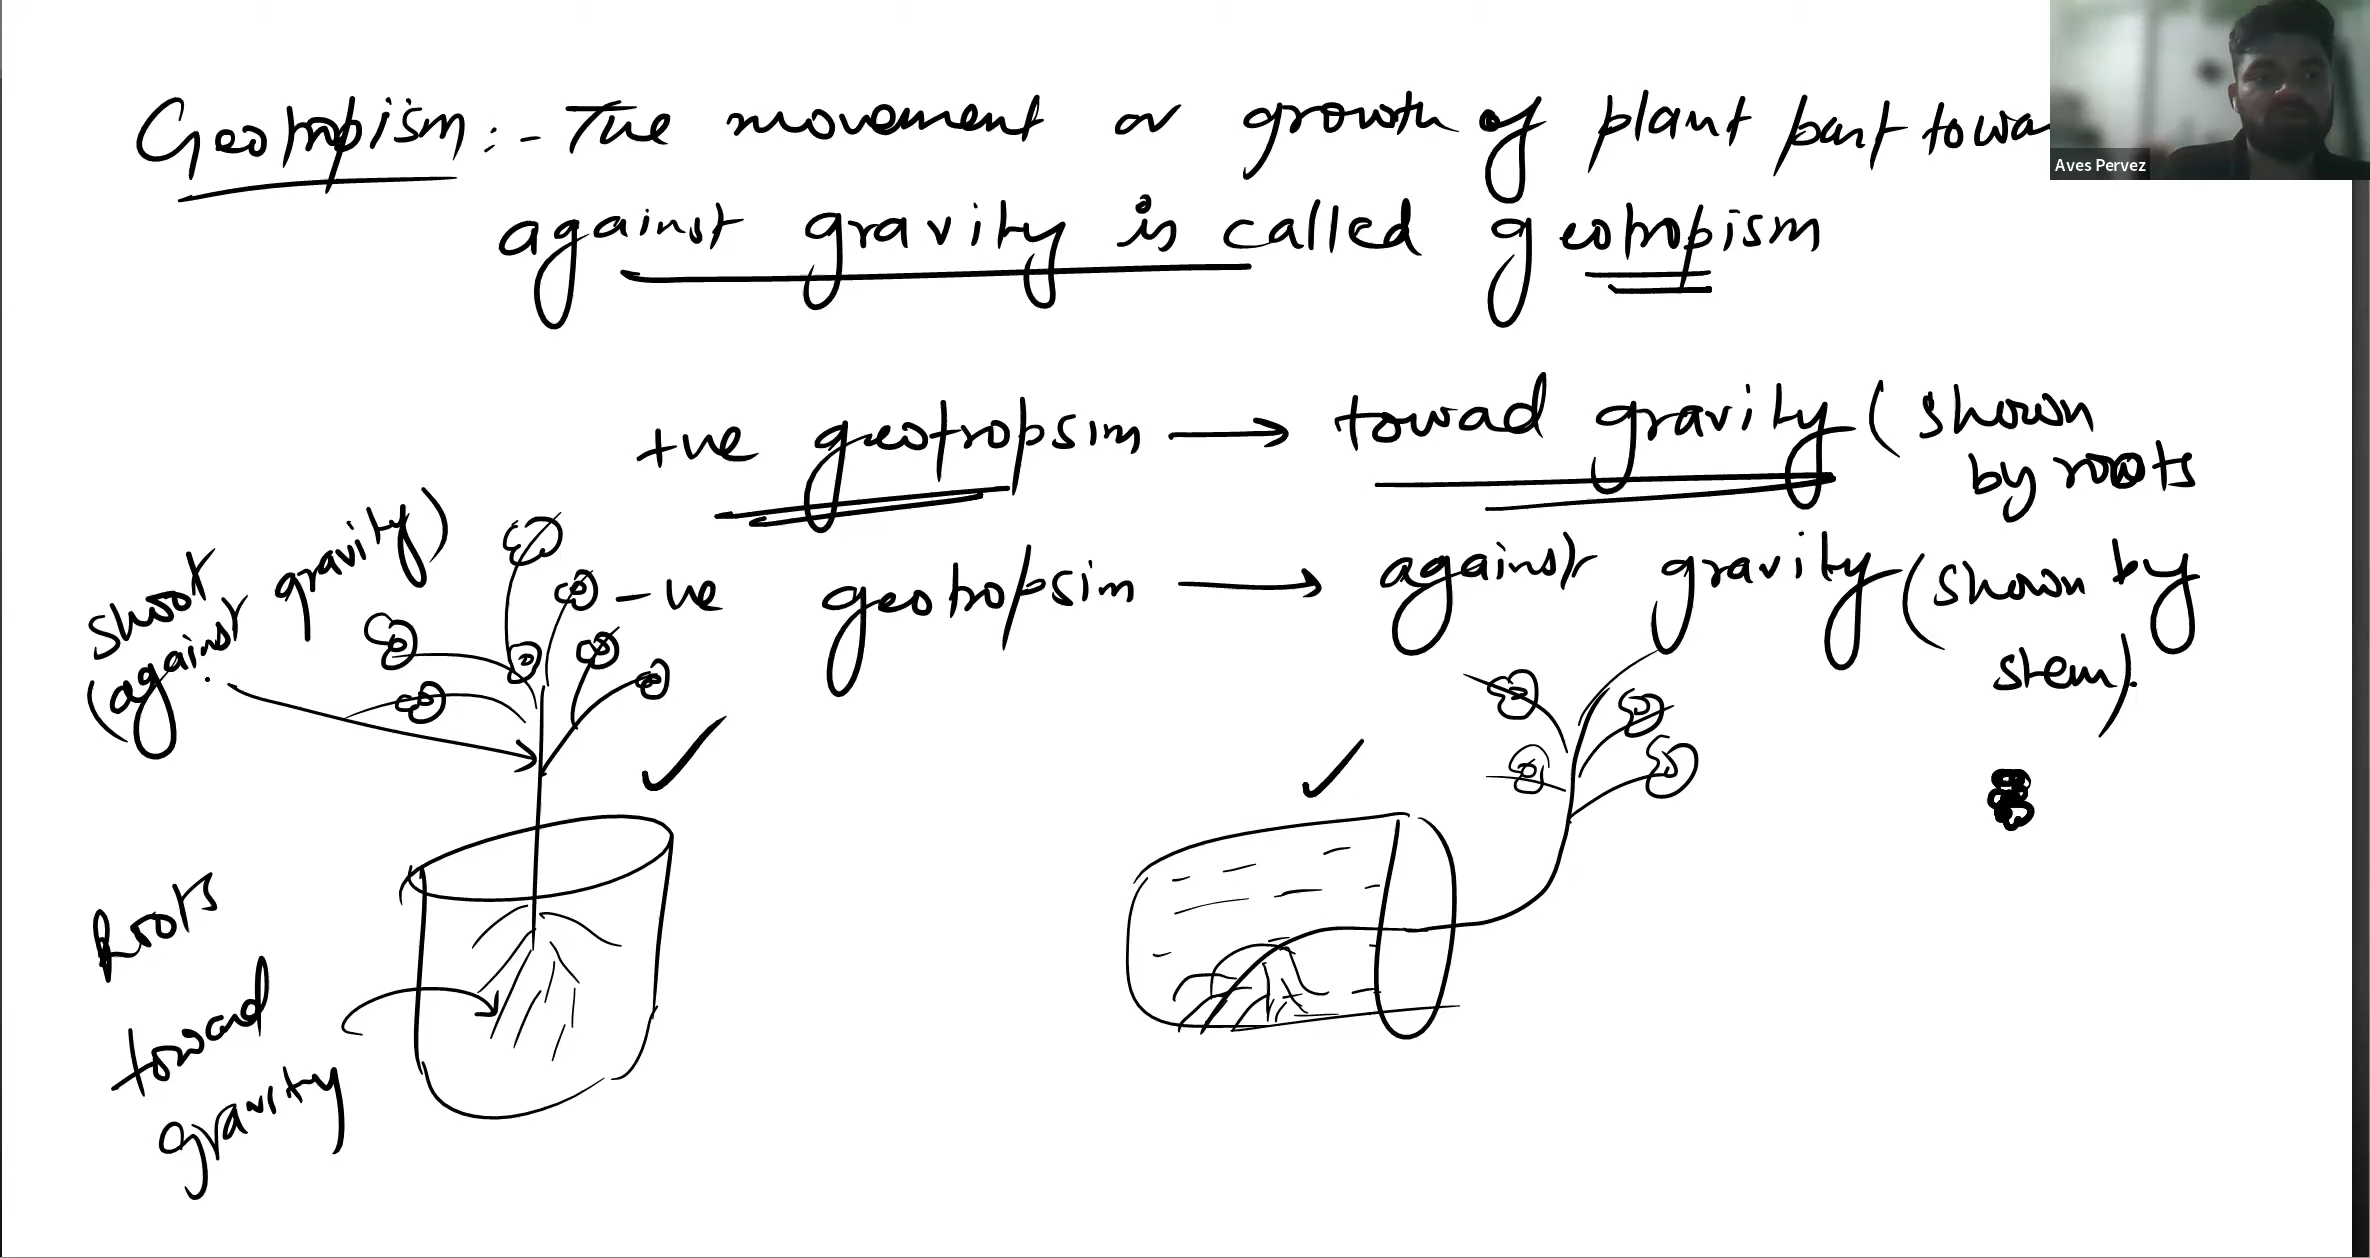 Geotropism :- The movement or growth of plant part towa
Aves Pervez
against gravity is called geotropism
+ve geotropsim → towad gravity ( shown
by roots
-ve geotropsim → against gravity ( shown by
stem).
shoot
(against gravity)
Roots
toward
gravity